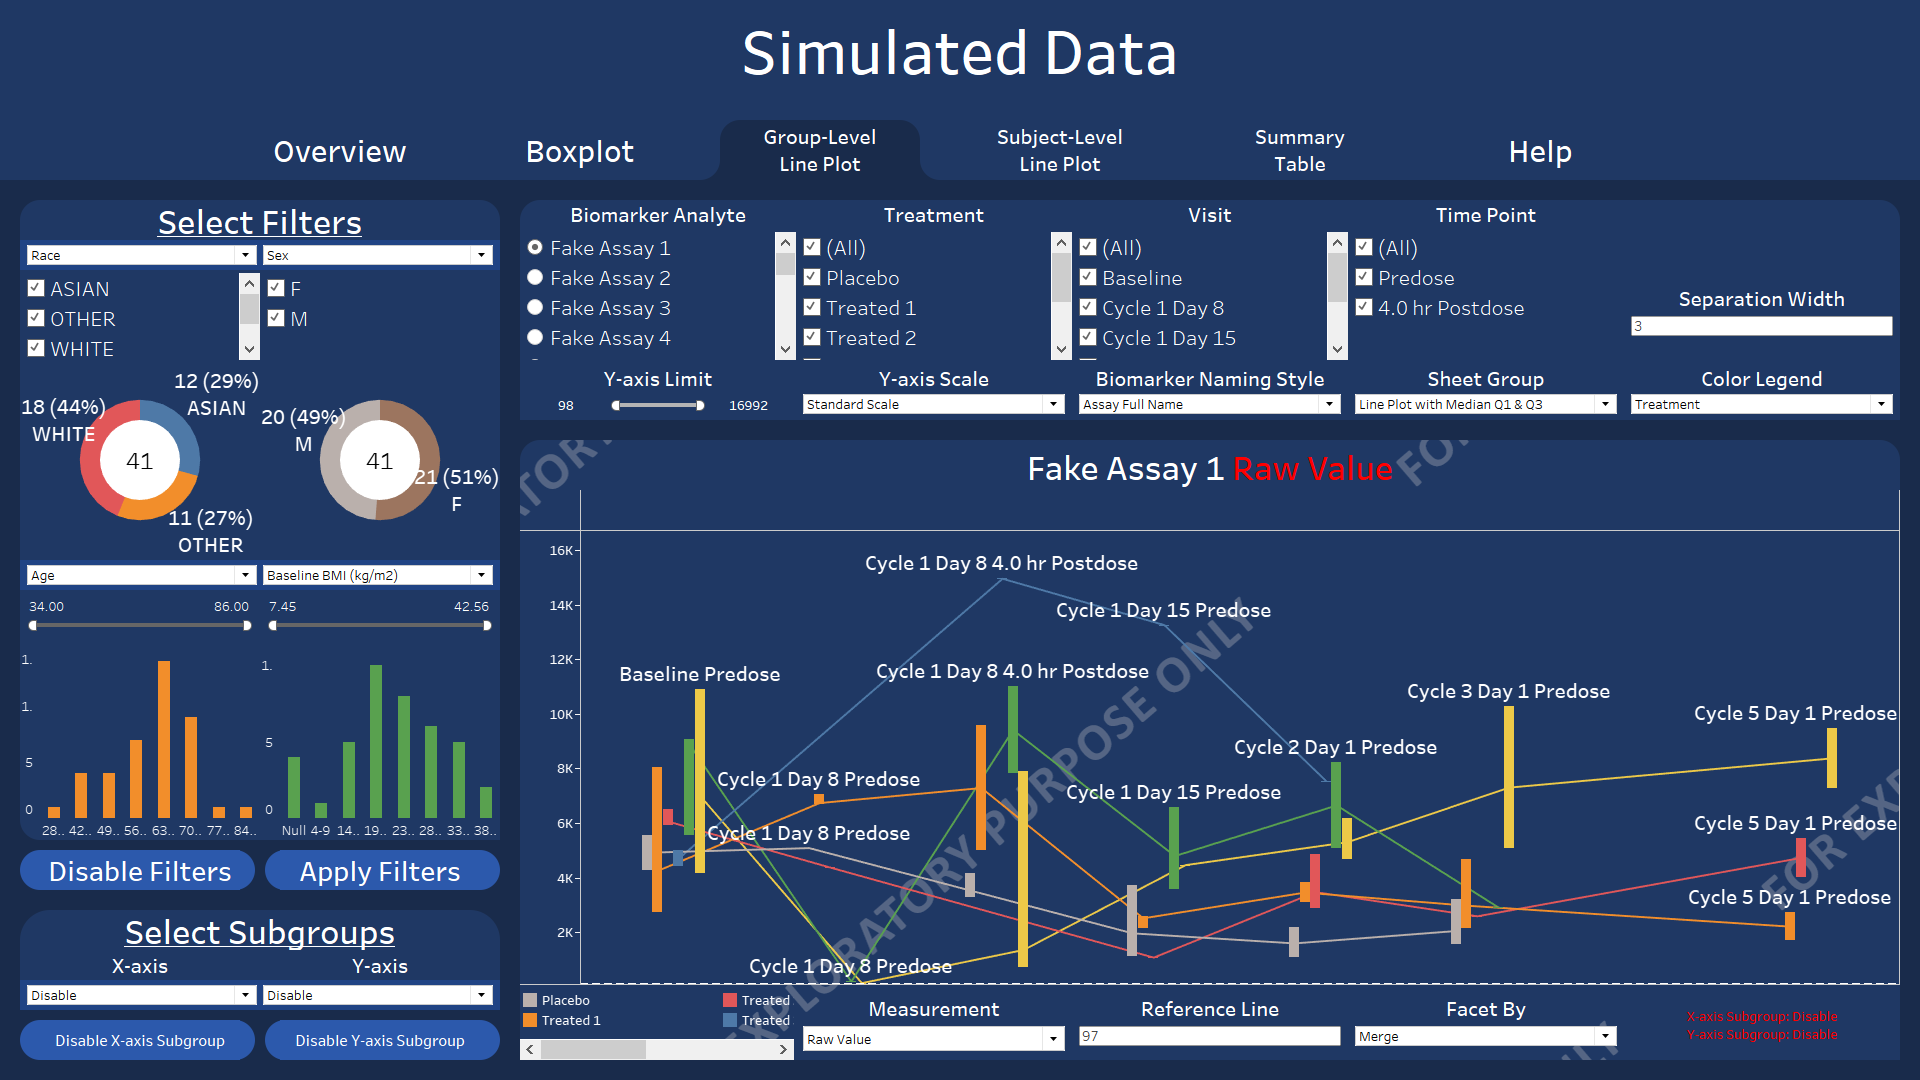 Simulated Data
Overview
Boxplot
Group-Level
Line Plot
Subject-Level
Line Plot
Summary
Table
Help
Select Filters
Race
Sex
ASIAN
OTHER
WHITE
F
M
12 (29%)
ASIAN
18 (44%)
WHITE
41
11 (27%)
OTHER
20 (49%)
M
41
21 (51%)
F
Age
Baseline BMI (kg/m2)
34.00
86.00
7.45
42.56
1.
1.
5
0
28..
42..
49..
56..
63..
70..
77..
84..
1.
5
0
Null
4-9
14..
19..
23..
28..
33..
38..
Disable Filters
Apply Filters
Select Subgroups
X-axis
Y-axis
Disable
Disable
Disable X-axis Subgroup
Disable Y-axis Subgroup
Biomarker Analyte
Fake Assay 1
Fake Assay 2
Fake Assay 3
Fake Assay 4
Treatment
(All)
Placebo
Treated 1
Treated 2
Visit
(All)
Baseline
Cycle 1 Day 8
Cycle 1 Day 15
Time Point
(All)
Predose
4.0 hr Postdose
Separation Width
3
Y-axis Limit
98
16992
Y-axis Scale
Standard Scale
Biomarker Naming Style
Assay Full Name
Sheet Group
Line Plot with Median Q1 & Q3
Color Legend
Treatment
Fake Assay 1 Raw Value
16K
14K
12K
10K
8K
6K
4K
2K
Cycle 1 Day 8 4.0 hr Postdose
Cycle 1 Day 15 Predose
Baseline Predose
Cycle 1 Day 8 4.0 hr Postdose
Cycle 3 Day 1 Predose
Cycle 5 Day 1 Predose
Cycle 2 Day 1 Predose
Cycle 1 Day 8 Predose
Cycle 1 Day 15 Predose
Cycle 1 Day 8 Predose
Cycle 5 Day 1 Predose
Cycle 5 Day 1 Predose
Cycle 1 Day 8 Predose
EXPLORATORY PURPOSE ONLY
FOR EXP
Placebo
Treated 1
Treated
Treated
Measurement
Raw Value
Reference Line
97
Facet By
Merge
X-axis Subgroup: Disable
Y-axis Subgroup: Disable